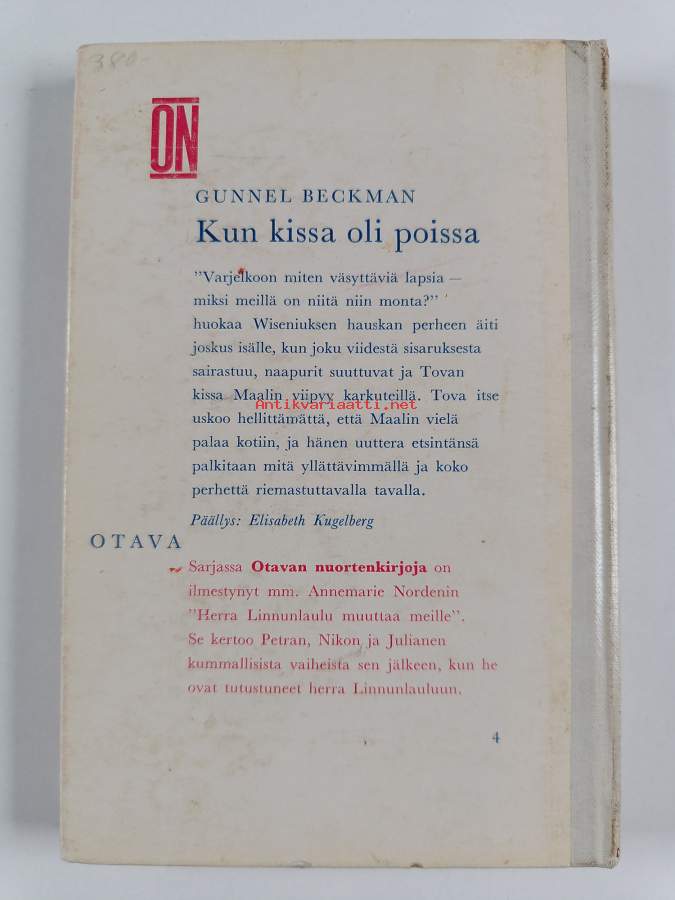 380
ON
GUNNEL BECKMAN
Kun kissa oli poissa
”Varjelkoon miten väsyttäviä lapsia —
miksi meillä on niitä niin monta?”
huokaa Wiseniuksen hauskan perheen äiti
joskus isälle, kun joku viidestä sisaruksesta
sairastuu, naapurit suuttuvat ja Tovan
kissa Maalin viipyy karkuteillä. Tova itse
Antikvariaatti.net
uskoo hellittämättä, että Maalin vielä
palaa kotiin, ja hänen uuttera etsintänsä
palkitaan mitä yllättävimmällä ja koko
perhettä riemastuttavalla tavalla.
Päällys: Elisabeth Kugelberg
OTAVA
Sarjassa Otavan nuortenkirjoja on
ilmestynyt mm. Annemarie Nordenin
”Herra Linnunlaulu muuttaa meille”.
Se kertoo Petran, Nikon ja Julianen
kummallisista vaiheista sen jälkeen, kun he
ovat tutustuneet herra Linnunlauluun.
4